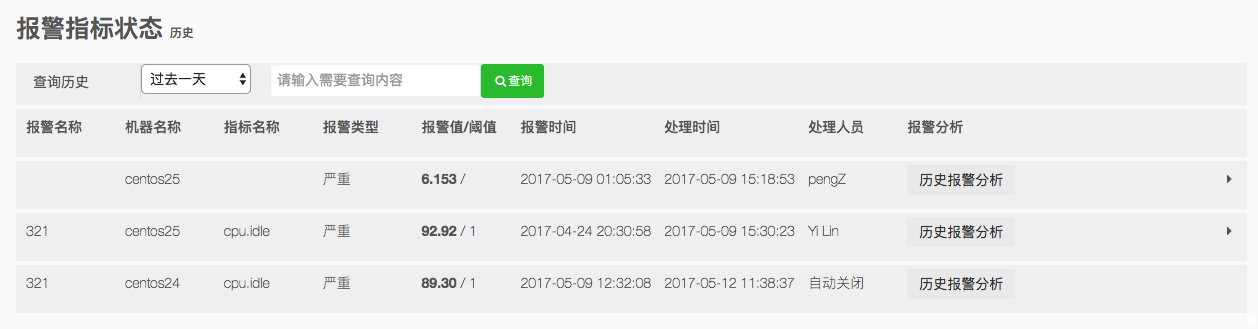 报警指标状态 历史
查询历史 过去一天 请输入需要查询内容 查询
报警名称 机器名称 指标名称 报警类型 报警值/阈值 报警时间 处理时间 处理人员 报警分析
centos25 严重 6.153 / 2017-05-09 01:05:33 2017-05-09 15:18:53 pengZ 历史报警分析
321 centos25 cpu.idle 严重 92.92 / 1 2017-04-24 20:30:58 2017-05-09 15:30:23 Yi Lin 历史报警分析
321 centos24 cpu.idle 严重 89.30 / 1 2017-05-09 12:32:08 2017-05-12 11:38:37 自动关闭 历史报警分析